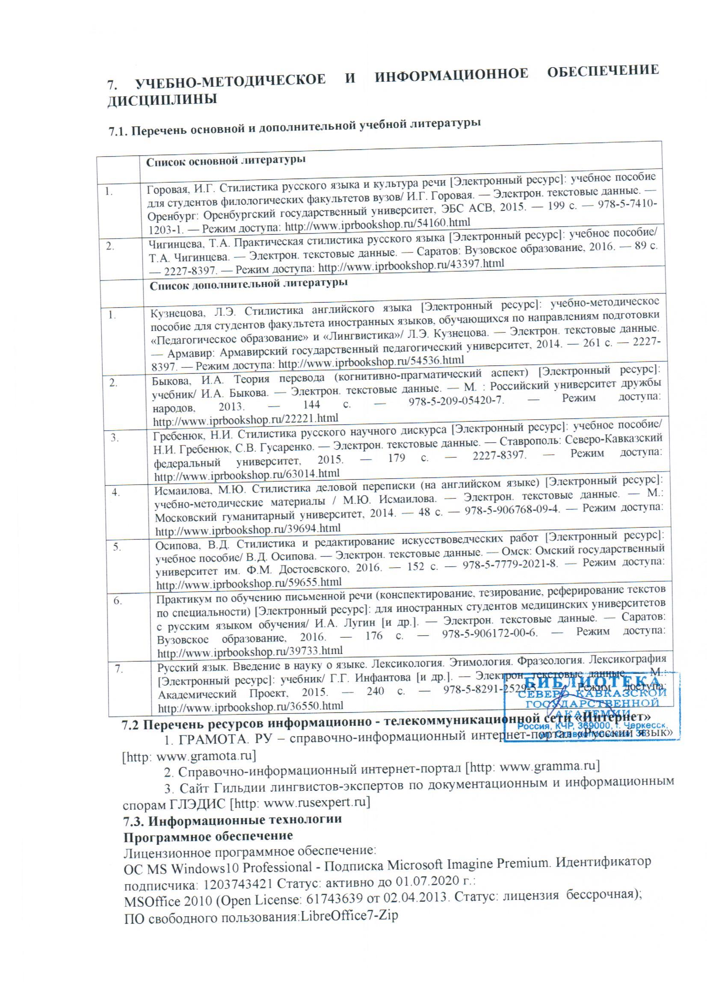 7. УЧЕБНО-МЕТОДИЧЕСКОЕ И ИНФОРМАЦИОННОЕ ОБЕСПЕЧЕНИЕ
ДИСЦИПЛИНЫ
7.1. Перечень основной и дополнительной учебной литературы
Список основной литературы
1. Горовая, И.Г. Стилистика русского языка и культура речи [Электронный ресурс]: учебное пособие
для студентов филологических факультетов вузов/ И.Г. Горовая. — Электрон. текстовые данные. —
Оренбург: Оренбургский государственный университет, ЭБС АСВ, 2015. — 199 c. — 978-5-7410-
1203-1. — Режим доступа: http://www.iprbookshop.ru/54160.html
2. Чигинцева, Т.А. Практическая стилистика русского языка [Электронный ресурс]: учебное пособие/
Т.А. Чигинцева. — Электрон. текстовые данные. — Саратов: Вузовское образование, 2016. — 89 c.
— 2227-8397. — Режим доступа: http://www.iprbookshop.ru/43397.html
Список дополнительной литературы
1. Кузнецова, Л.Э. Стилистика английского языка [Электронный ресурс]: учебно-методическое
пособие для студентов факультета иностранных языков, обучающихся по направлениям подготовки
«Педагогическое образование» и «Лингвистика»/ Л.Э. Кузнецова. — Электрон. текстовые данные.
— Армавир: Армавирский государственный педагогический университет, 2014. — 261 c. — 2227-
8397. — Режим доступа: http://www.iprbookshop.ru/54536.html
2. Быкова, И.А. Теория перевода (когнитивно-прагматический аспект) [Электронный ресурс]:
учебник/ И.А. Быкова. — Электрон. текстовые данные. — М. : Российский университет дружбы
народов, 2013. — 144 c. — 978-5-209-05420-7. — Режим доступа:
http://www.iprbookshop.ru/22221.html
3. Гребенюк, Н.И. Стилистика русского научного дискурса [Электронный ресурс]: учебное пособие/
Н.И. Гребенюк, С.В. Гусаренко. — Электрон. текстовые данные. — Ставрополь: Северо-Кавказский
федеральный университет, 2015. — 179 c. — 2227-8397. — Режим доступа:
http://www.iprbookshop.ru/63014.html
4. Исмаилова, М.Ю. Стилистика деловой переписки (на английском языке) [Электронный ресурс]:
учебно-методические материалы / М.Ю. Исмаилова. — Электрон. текстовые данные. — М.:
Московский гуманитарный университет, 2014. — 48 c. — 978-5-906768-09-4. — Режим доступа:
http://www.iprbookshop.ru/39694.html
5. Осипова, В.Д. Стилистика и редактирование искусствоведческих работ [Электронный ресурс]:
учебное пособие/ В.Д. Осипова. — Электрон. текстовые данные. — Омск: Омский государственный
университет им. Ф.М. Достоевского, 2016. — 152 c. — 978-5-7779-2021-8. — Режим доступа:
http://www.iprbookshop.ru/59655.html
6. Практикум по обучению письменной речи (конспектирование, тезирование, реферирование текстов
по специальности) [Электронный ресурс]: для иностранных студентов медицинских университетов
с русским языком обучения/ И.А. Лугин [и др.]. — Электрон. текстовые данные. — Саратов:
Вузовское образование, 2016. — 176 c. — 978-5-906172-00-6. — Режим доступа:
http://www.iprbookshop.ru/39733.html
7. Русский язык. Введение в науку о языке. Лексикология. Этимология. Фразеология. Лексикография
[Электронный ресурс]: учебник/ Г.Г. Инфантова [и др.]. — Электрон. текстовые данные. — М.:
Академический Проект, 2015. — 240 c. — 978-5-8291-2529-5. — Режим доступа:
http://www.iprbookshop.ru/36550.html
БИБЛИОТЕКА
СЕВЕРО-КАВКАЗСКОЙ
ГОСУДАРСТВЕННОЙ
АКАДЕМИИ
Россия, КЧР, 369000, г. Черкесск,
ул. Ставропольская, 36
7.2 Перечень ресурсов информационно - телекоммуникационной сети «Интернет»
1. ГРАМОТА. РУ – справочно-информационный интернет-портал «Русский язык»
[http: www.gramota.ru]
2. Справочно-информационный интернет-портал [http: www.gramma.ru]
3. Сайт Гильдии лингвистов-экспертов по документационным и информационным
спорам ГЛЭДИС [http: www.rusexpert.ru]
7.3. Информационные технологии
Программное обеспечение
Лицензионное программное обеспечение:
ОС MS Windows10 Professional - Подписка Microsoft Imagine Premium. Идентификатор
подписчика: 1203743421 Статус: активно до 01.07.2020 г.:
MSOffice 2010 (Open License: 61743639 от 02.04.2013. Статус: лицензия бессрочная);
ПО свободного пользования:LibreOffice7-Zip